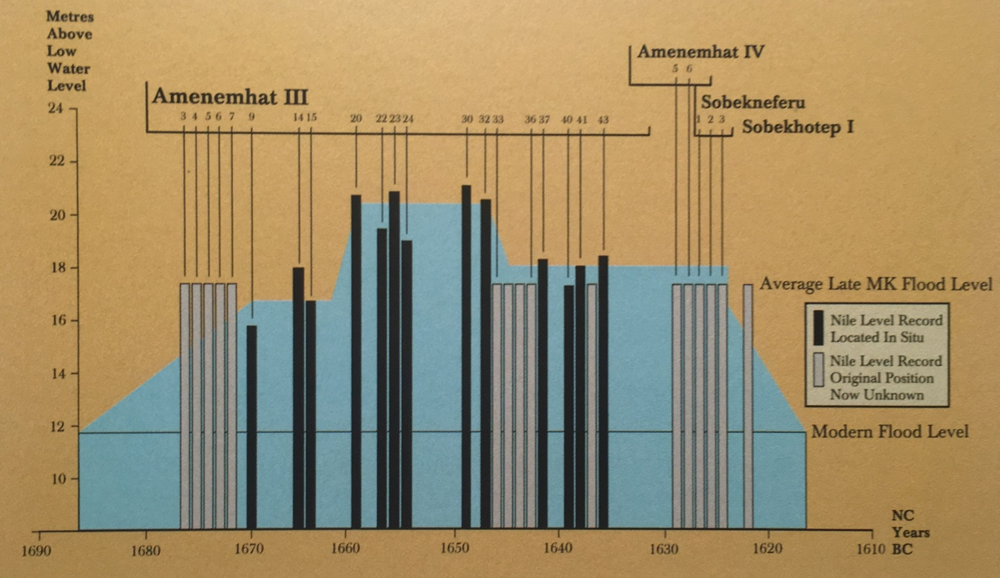 Metres
Above
Low
Water
Level
Amenemhat IV
5 6
Amenemhat III
Sobekneferu
3 4 5 6 7 9 14 15 20 22 23 24 30 32 33 36 37 40 41 43
1 2 3
Sobekhotep I
24
22
20
18
16
14
12
10
Average Late MK Flood Level
Nile Level Record
Located In Situ
Nile Level Record
Original Position
Now Unknown
Modern Flood Level
NC
Years
BC
1690 1680 1670 1660 1650 1640 1630 1620 1610